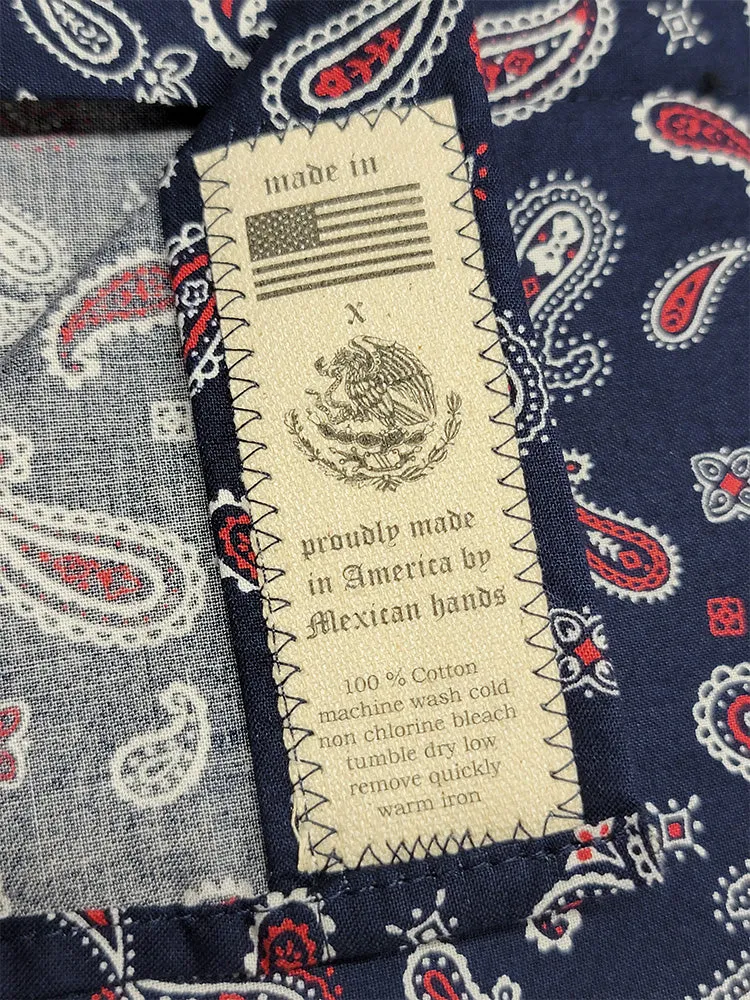 made in
x
proudly made
in America by
Mexican hands
100 % Cotton
machine wash cold
non chlorine bleach
tumble dry low
remove quickly
warm iron